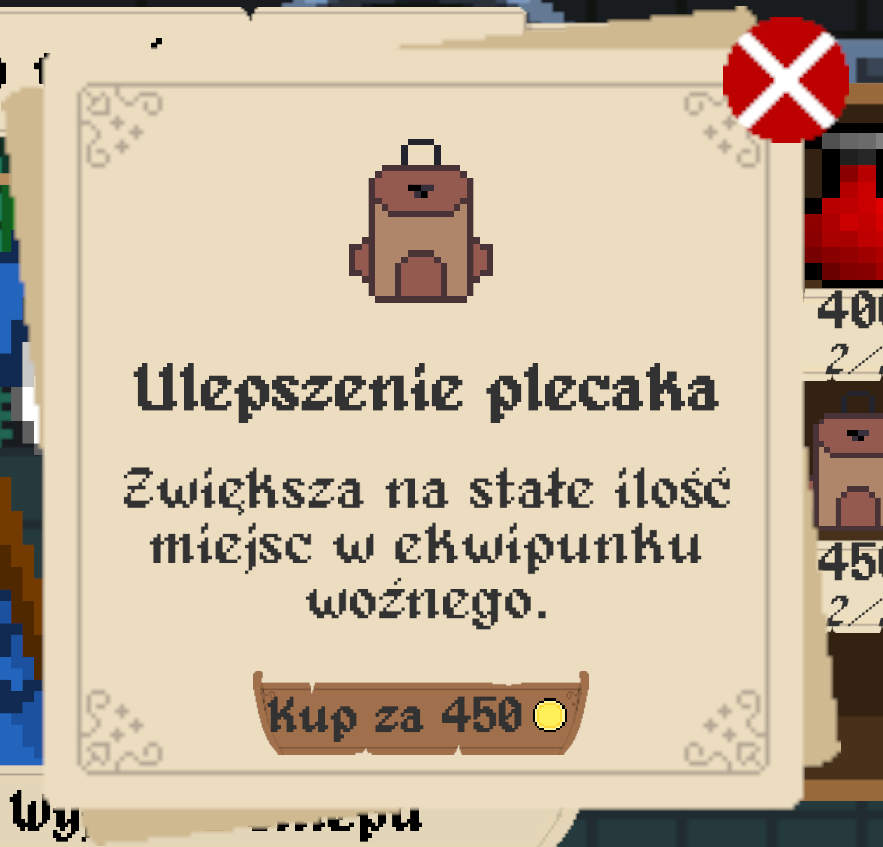 Ulepszenie plecaka
Zwiększa na stałe ilość
miejsc w ekwipunku
woźnego.
Kup za 450